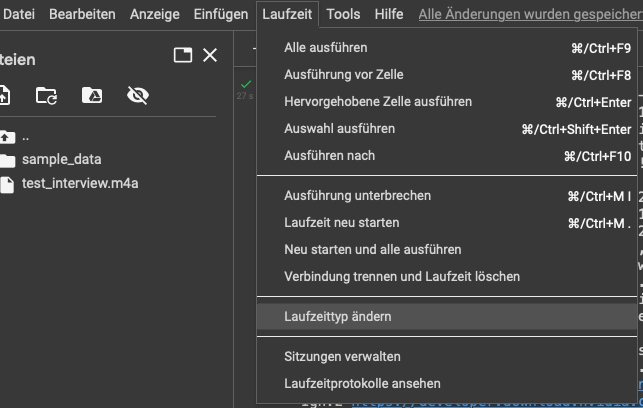 Datei Bearbeiten Anzeige Einfügen Laufzeit Tools Hilfe Alle Änderungen wurden gespeicher
teien
27 s
..
sample_data
test_interview.m4a
Alle ausführen ⌘/Ctrl+F9
Ausführung vor Zelle ⌘/Ctrl+F8
Hervorgehobene Zelle ausführen ⌘/Ctrl+Enter
Auswahl ausführen ⌘/Ctrl+Shift+Enter
Ausführen nach ⌘/Ctrl+F10
Ausführung unterbrechen ⌘/Ctrl+M I
Laufzeit neu starten ⌘/Ctrl+M .
Neu starten und alle ausführen
Verbindung trennen und Laufzeit löschen
Laufzeittyp ändern
Sitzungen verwalten
Laufzeitprotokolle ansehen